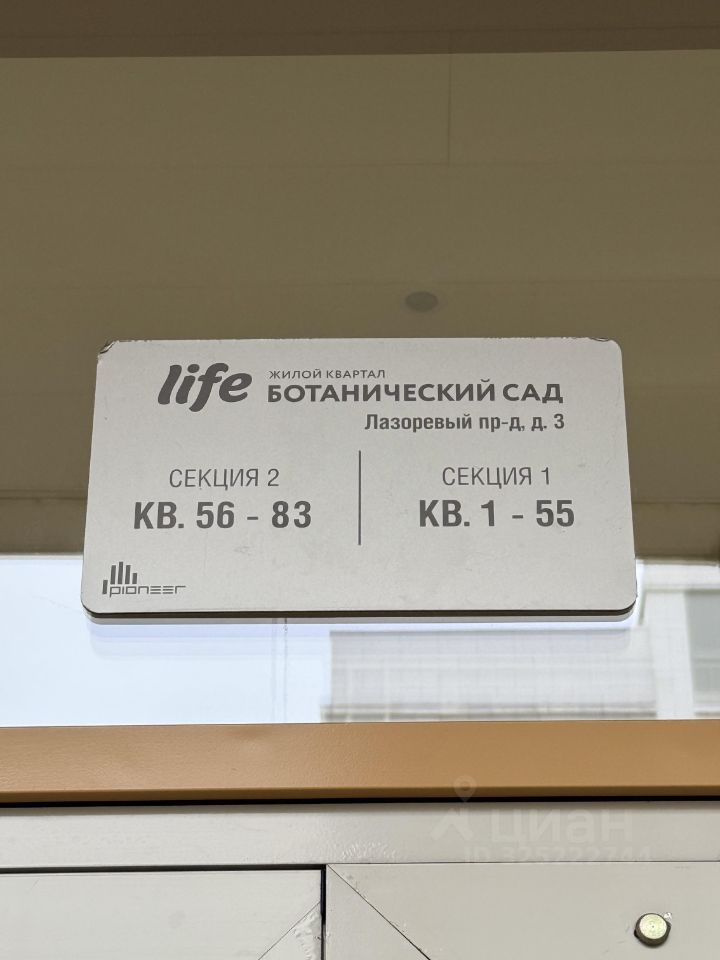 life
ЖИЛОЙ КВАРТАЛ
БОТАНИЧЕСКИЙ САД
Лазоревый пр-д, д. 3
СЕКЦИЯ 2
КВ. 56 - 83
СЕКЦИЯ 1
КВ. 1 - 55
pioneer
циан
ID 325222744